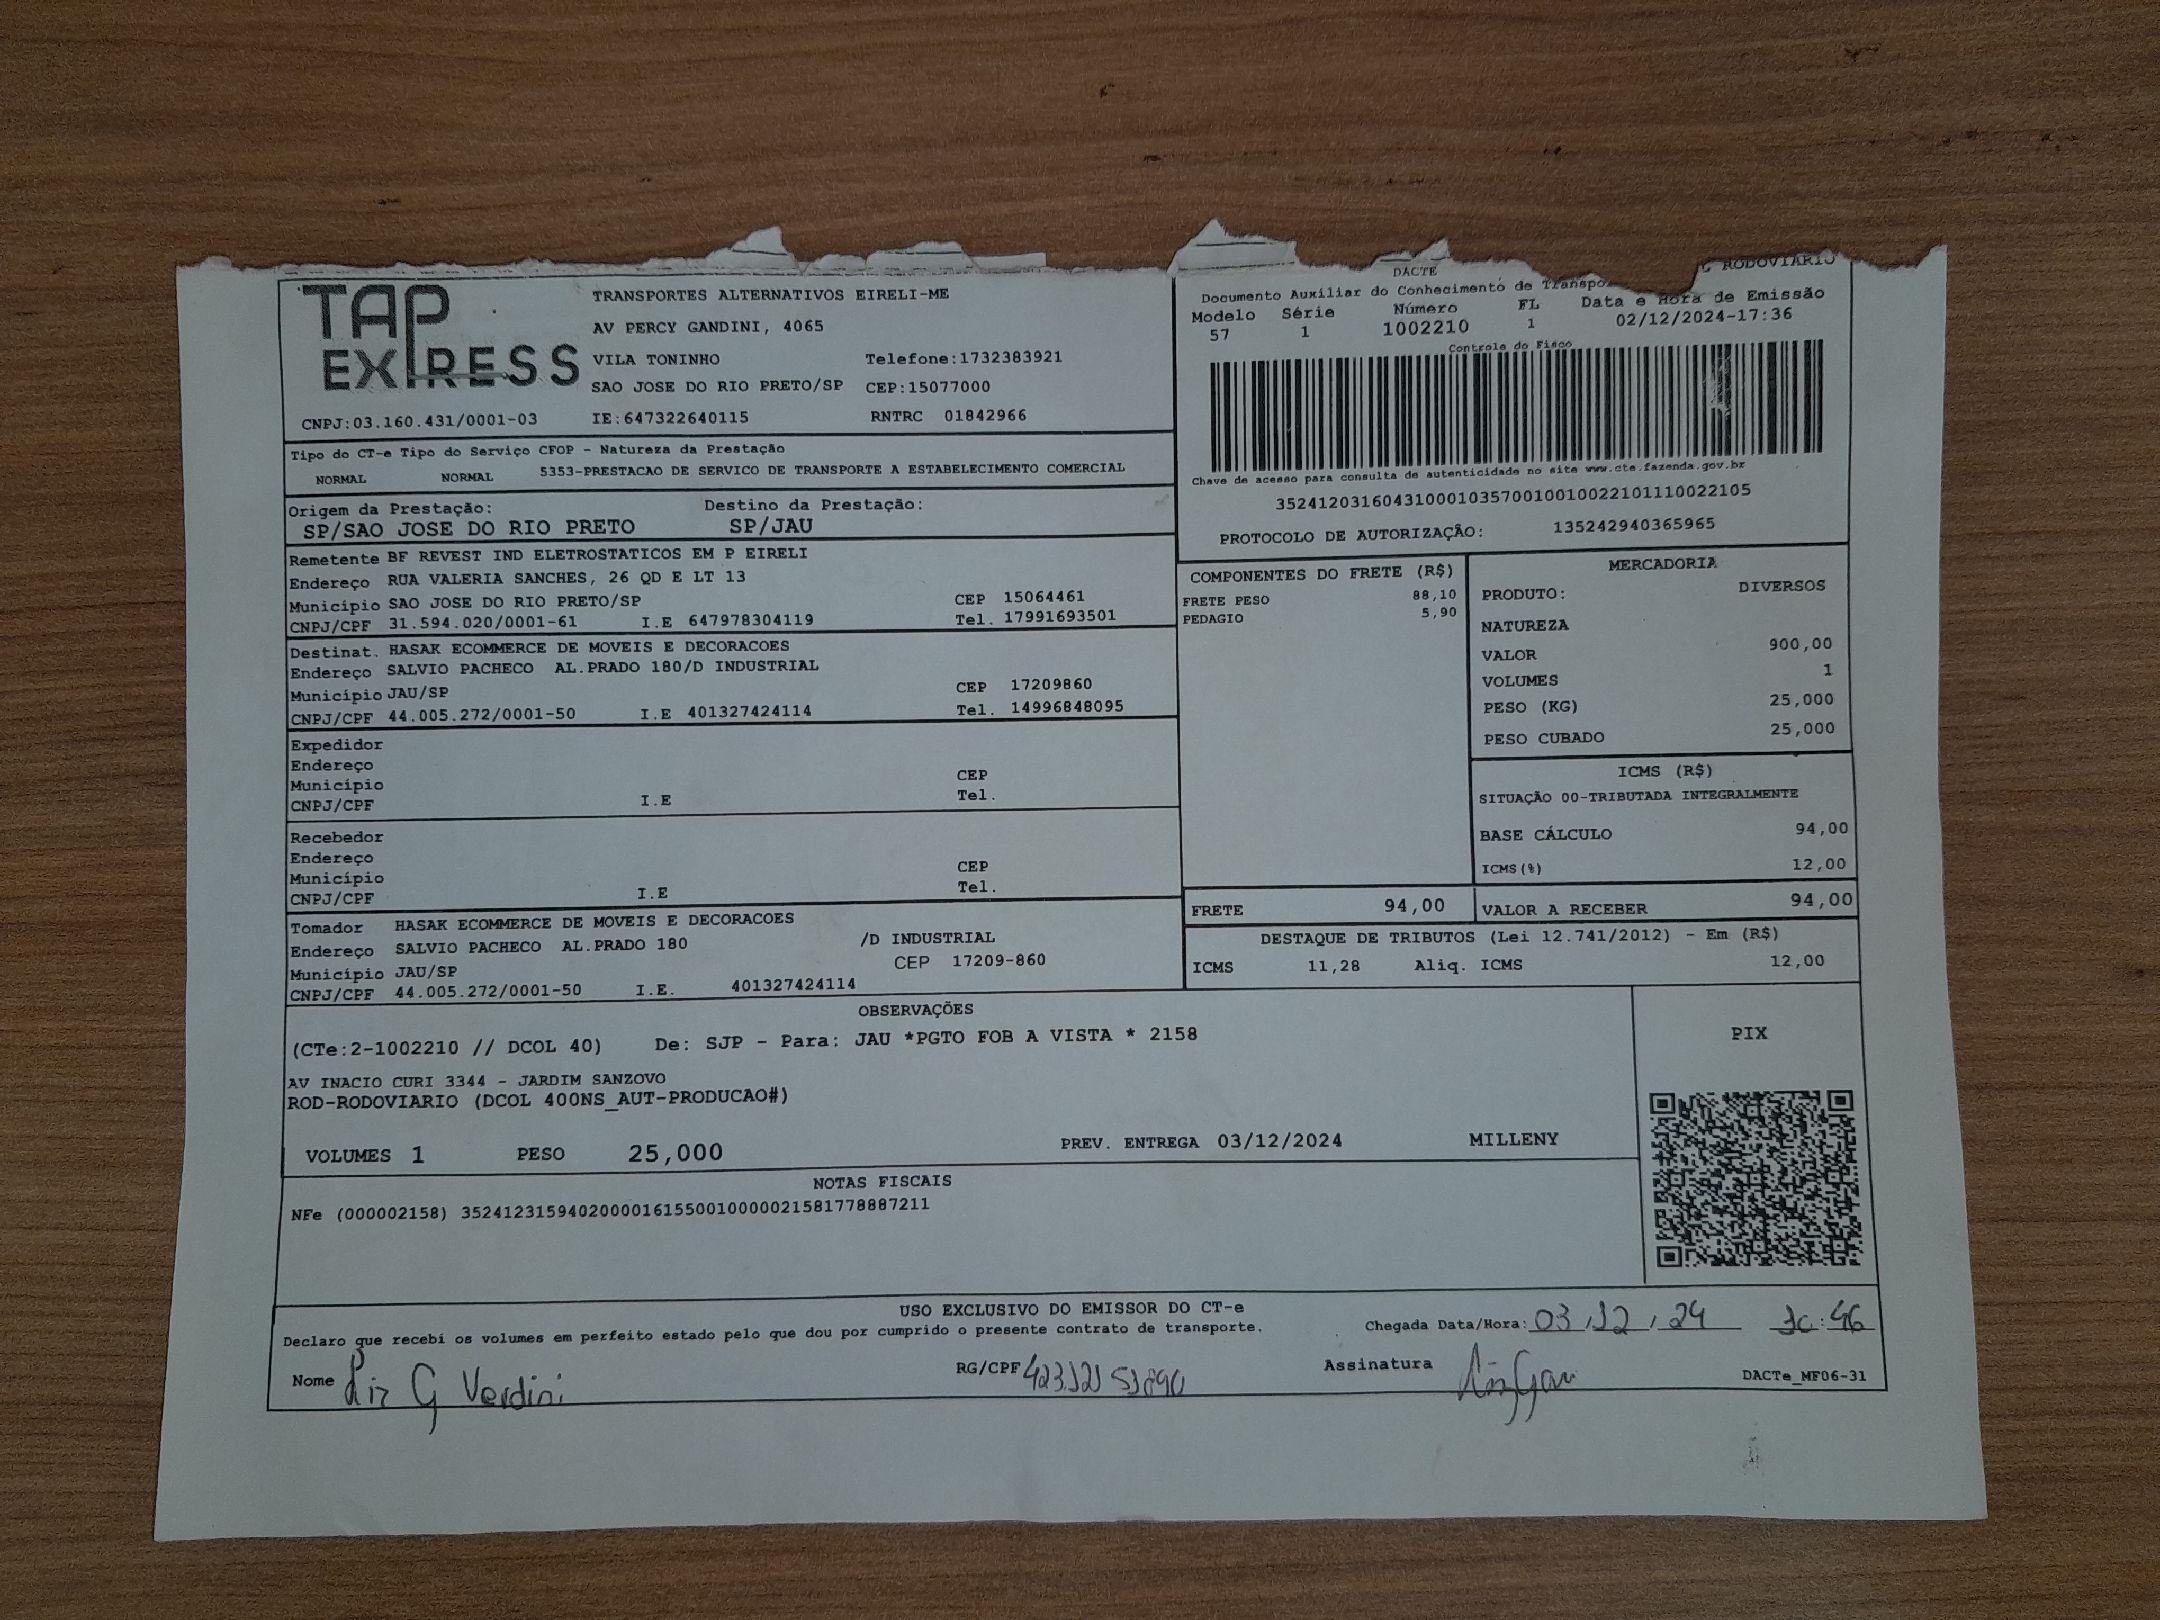 TAP EXPRESS
TRANSPORTES ALTERNATIVOS EIRELI-ME
AV PERCY GANDINI, 4065
VILA TONINHO Telefone:1732383921
SAO JOSE DO RIO PRETO/SP CEP:15077000
CNPJ:03.160.431/0001-03 IE:647322640115 RNTRC 01842966
RODOVIÁRIO
DACTE
Documento Auxiliar do Conhecimento de
Modelo Série Número FL Data e Hora de Emissão
57 1 1002210 1 02/12/2024-17:36
Controle do Fisco
Chave de acesso para consulta de autenticidade no site www.cte.fazenda.gov.br
35241203160431000103570010010022101110022105
PROTOCOLO DE AUTORIZAÇÃO: 135242940365965
Tipo do CT-e Tipo do Serviço CFOP - Natureza da Prestação
NORMAL NORMAL 5353-PRESTACAO DE SERVICO DE TRANSPORTE A ESTABELECIMENTO COMERCIAL
Origem da Prestação: Destino da Prestação:
SP/SAO JOSE DO RIO PRETO SP/JAU
Remetente BF REVEST IND ELETROSTATICOS EM P EIRELI
Endereço RUA VALERIA SANCHES, 26 QD E LT 13
Município SAO JOSE DO RIO PRETO/SP CEP 15064461
CNPJ/CPF 31.594.020/0001-61 I.E 647978304119 Tel. 17991693501
Destinat. HASAK ECOMMERCE DE MOVEIS E DECORACOES
Endereço SALVIO PACHECO AL.PRADO 180/D INDUSTRIAL
Município JAU/SP CEP 17209860
CNPJ/CPF 44.005.272/0001-50 I.E 401327424114 Tel. 14996848095
Expedidor
Endereço
Município CEP
CNPJ/CPF I.E Tel.
Recebedor
Endereço
Município CEP
CNPJ/CPF I.E Tel.
Tomador HASAK ECOMMERCE DE MOVEIS E DECORACOES
Endereço SALVIO PACHECO AL.PRADO 180 /D INDUSTRIAL
Município JAU/SP CEP 17209-860
CNPJ/CPF 44.005.272/0001-50 I.E. 401327424114
COMPONENTES DO FRETE (R$)
FRETE PESO 88,10
PEDAGIO 5,90
MERCADORIA
PRODUTO: DIVERSOS
NATUREZA
VALOR 900,00
VOLUMES 1
PESO (KG) 25,000
PESO CUBADO 25,000
ICMS (R$)
SITUAÇÃO 00-TRIBUTADA INTEGRALMENTE
BASE CÁLCULO 94,00
ICMS(%) 12,00
FRETE 94,00 VALOR A RECEBER 94,00
DESTAQUE DE TRIBUTOS (Lei 12.741/2012) - Em (R$)
ICMS 11,28 Aliq. ICMS 12,00
OBSERVAÇÕES
(CTe:2-1002210 // DCOL 40) De: SJP - Para: JAU *PGTO FOB A VISTA * 2158
AV INACIO CURI 3344 - JARDIM SANZOVO
ROD-RODOVIARIO (DCOL 400NS_AUT-PRODUCAO#)
VOLUMES 1 PESO 25,000 PREV. ENTREGA 03/12/2024 MILLENY
PIX
NOTAS FISCAIS
NFe (000002158) 35241231594020000161550010000021581778887211
USO EXCLUSIVO DO EMISSOR DO CT-e
Declaro que recebi os volumes em perfeito estado pelo que dou por cumprido o presente contrato de transporte. Chegada Data/Hora: 03/12/24 :46
Nome G Verdini RG/CPF Assinatura DACTe_MF06-31